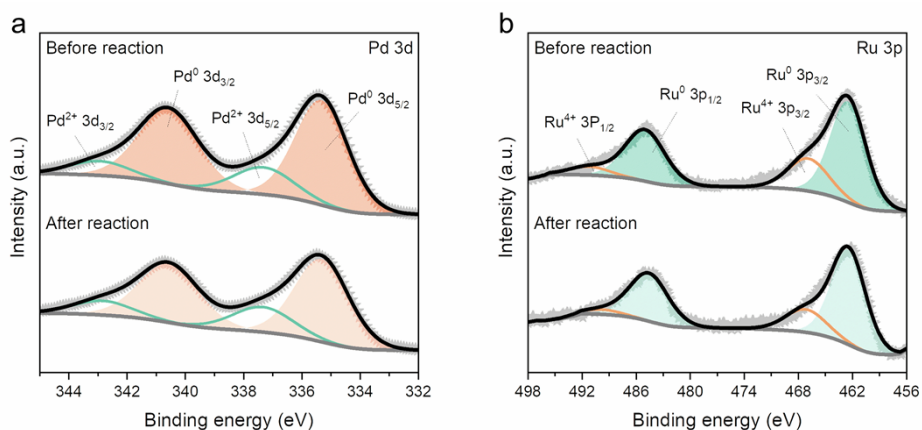 a
Before reaction
Pd 3d
Pd⁰ 3d₃/₂
Pd²⁺ 3d₃/₂
Pd²⁺ 3d₅/₂
Pd⁰ 3d₅/₂
After reaction
Intensity (a.u.)
344 342 340 338 336 334 332
Binding energy (eV)
b
Before reaction
Ru 3p
Ru⁰ 3p₃/₂
Ru⁰ 3p₁/₂
Ru⁴⁺ 3p₃/₂
Ru⁴⁺ 3P₁/₂
After reaction
Intensity (a.u.)
498 492 486 480 474 468 462 456
Binding energy (eV)